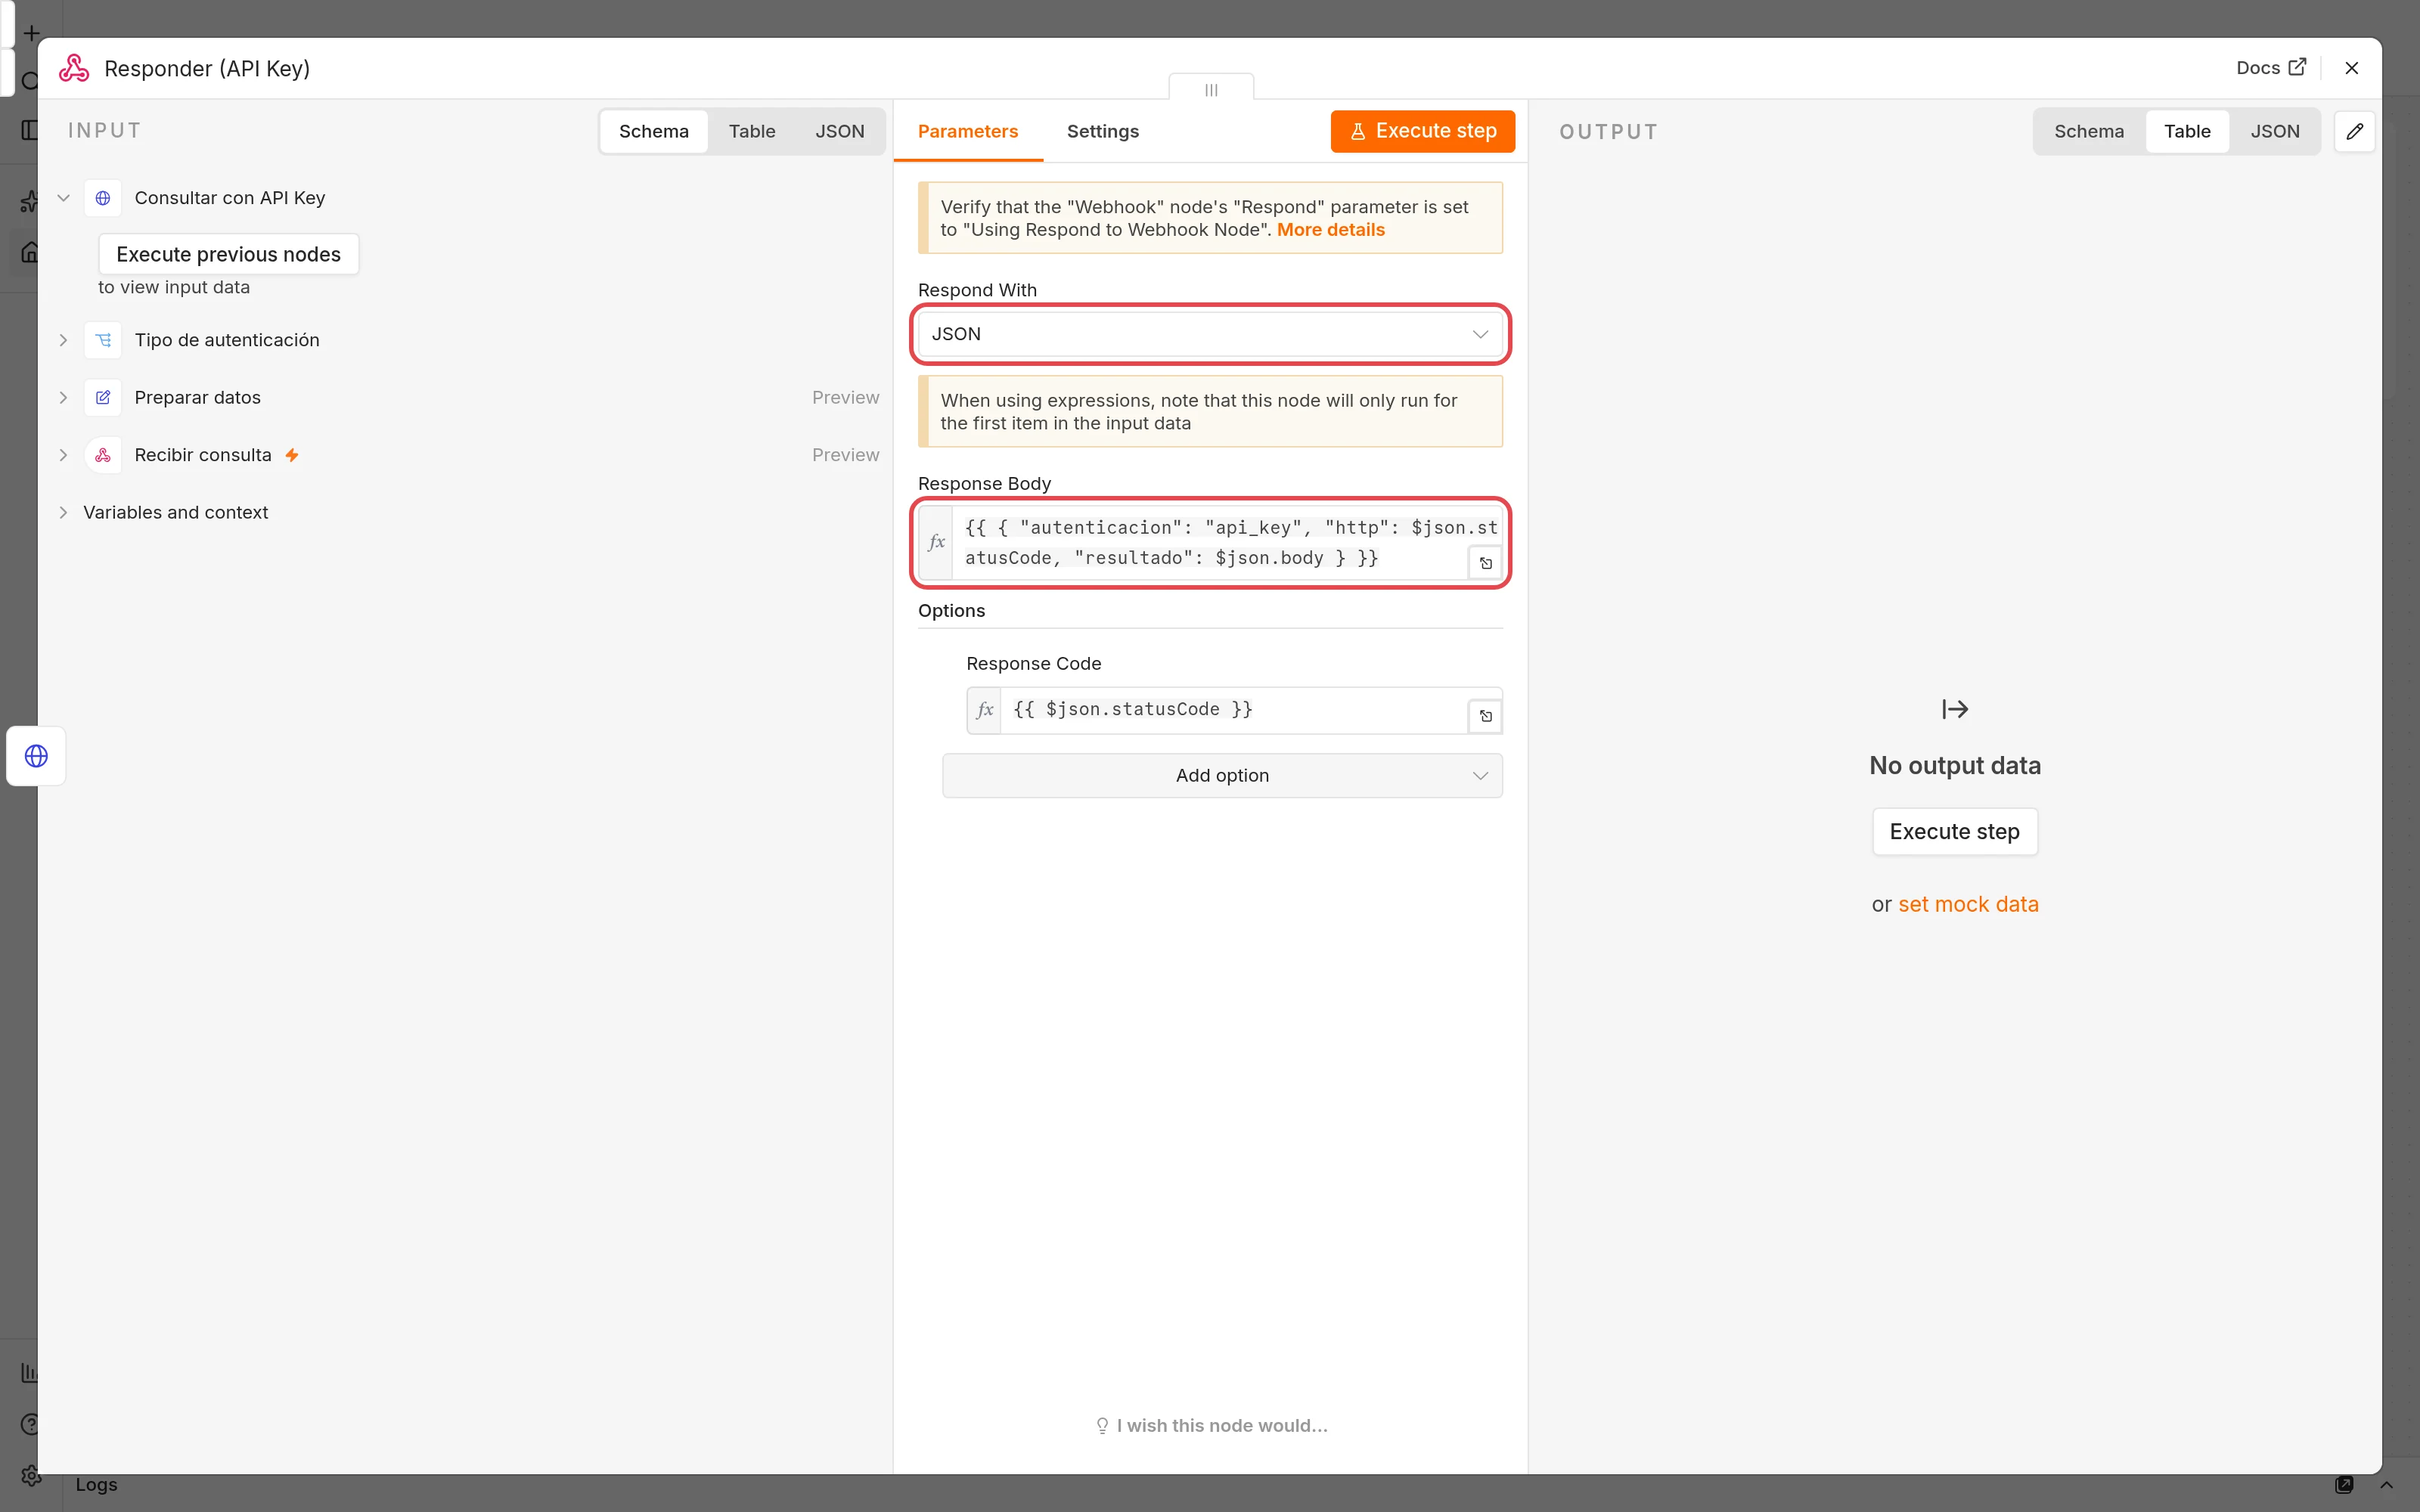 Responder (API Key)
Docs
INPUT
Schema
Table
JSON
Consultar con API Key
Execute previous nodes
to view input data
Tipo de autenticación
Preparar datos
Preview
Recibir consulta
Preview
Variables and context
Parameters
Settings
Execute step
Verify that the "Webhook" node's "Respond" parameter is set
to "Using Respond to Webhook Node". More details
Respond With
JSON
When using expressions, note that this node will only run for
the first item in the input data
Response Body
fx
{{ { "autenticacion": "api_key", "http": $json.st
atusCode, "resultado": $json.body } }}
Options
Response Code
fx
{{ $json.statusCode }}
Add option
I wish this node would...
OUTPUT
Schema
Table
JSON
No output data
Execute step
or set mock data
Logs